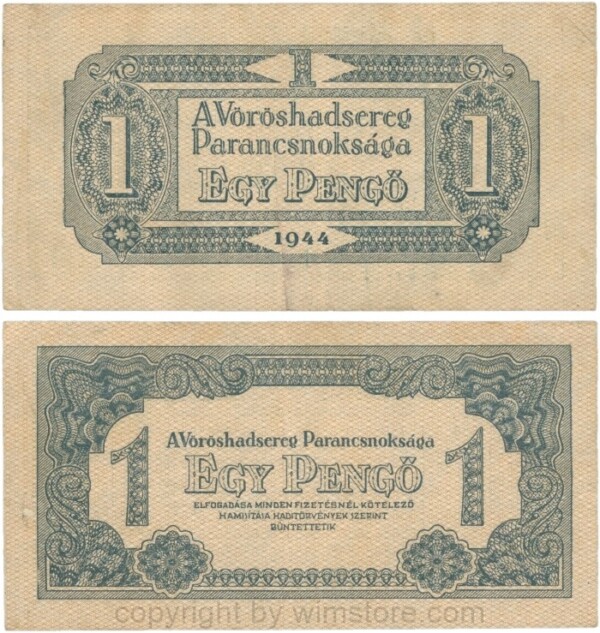 1
A Vöröshadsereg
Parancsnoksága
1 EGY PENGŐ 1
1944
A Vöröshadsereg Parancsnoksága
1 EGY PENGŐ 1
ELFOGADÁSA MINDEN FIZETÉSNÉL KÖTELEZŐ
HAMISÍTÁJA HADITÖRVÉNYEK SZERINT
BÜNTETTETIK
copyright by wimstore.com